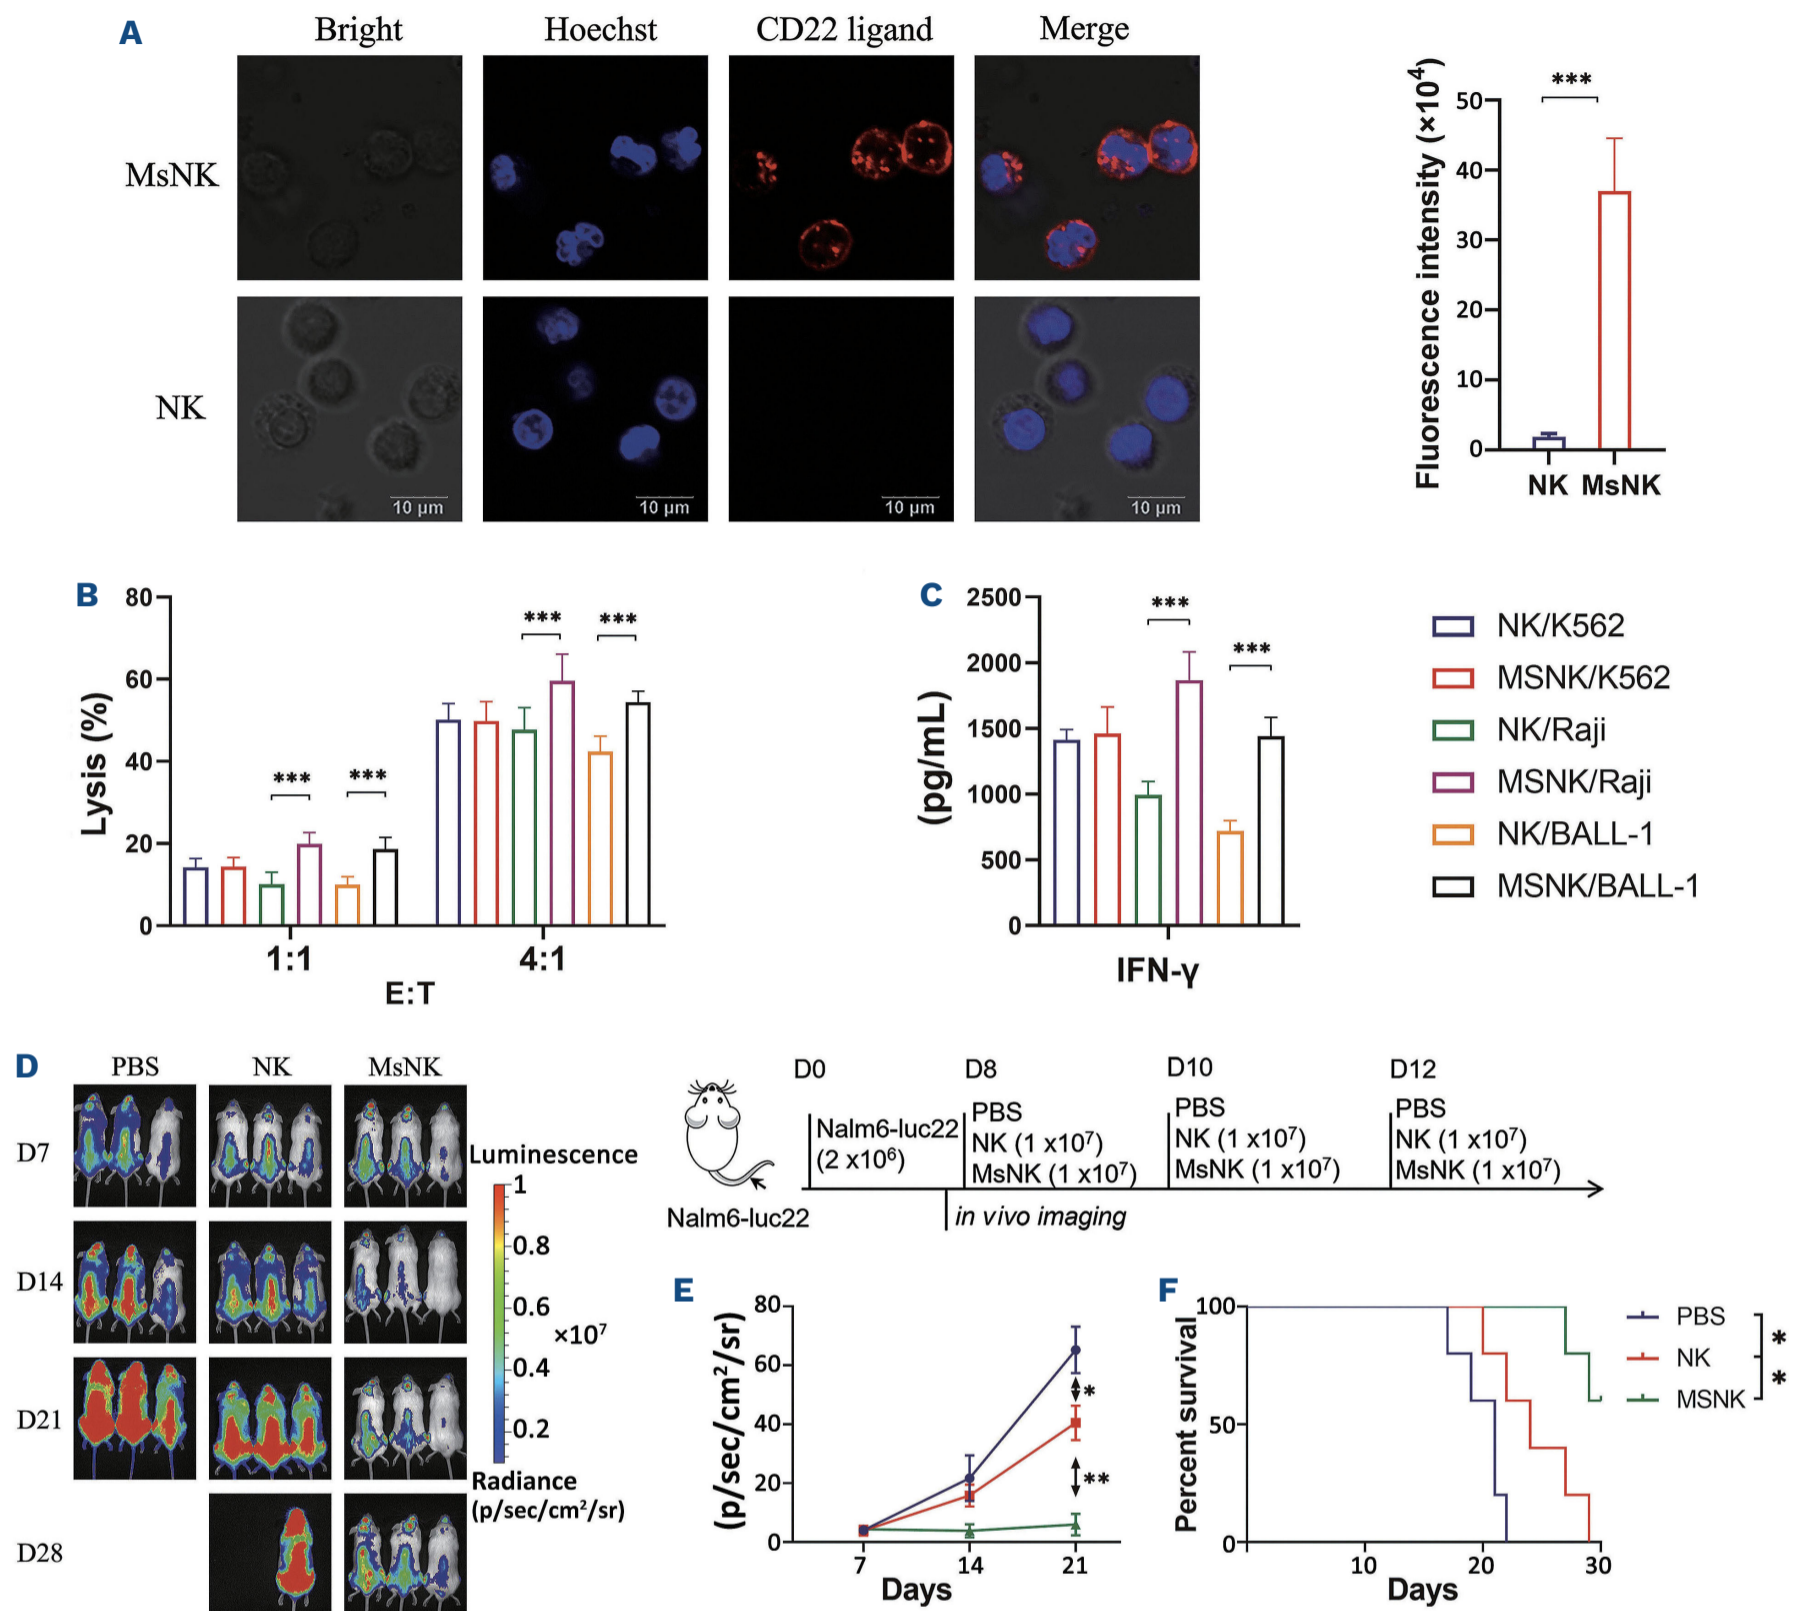 A
Bright
Hoechst
CD22 ligand
Merge
MsNK
NK
10 µm
10 µm
10 µm
10 µm
Fluorescence intensity (×10⁴)
50
40
30
20
10
0
***
NK MsNK
B
Lysis (%)
80
60
40
20
0
***
***
***
***
1:1
4:1
E:T
C
(pg/mL)
2500
2000
1500
1000
500
0
***
***
IFN-γ
NK/K562
MSNK/K562
NK/Raji
MSNK/Raji
NK/BALL-1
MSNK/BALL-1
D
PBS
NK
MsNK
D7
D14
D21
D28
Luminescence
1
0.8
0.6
×10⁷
0.4
0.2
Radiance
(p/sec/cm²/sr)
Nalm6-luc22
D0
D8
D10
D12
Nalm6-luc22
(2 x10⁶)
PBS
NK (1 x10⁷)
MsNK (1 x10⁷)
PBS
NK (1 x10⁷)
MsNK (1 x10⁷)
PBS
NK (1 x10⁷)
MsNK (1 x10⁷)
in vivo imaging
E
(p/sec/cm²/sr)
80
60
40
20
0
*
**
7
14
21
Days
F
Percent survival
100
50
0
10
20
30
Days
PBS
NK
MSNK
*
*